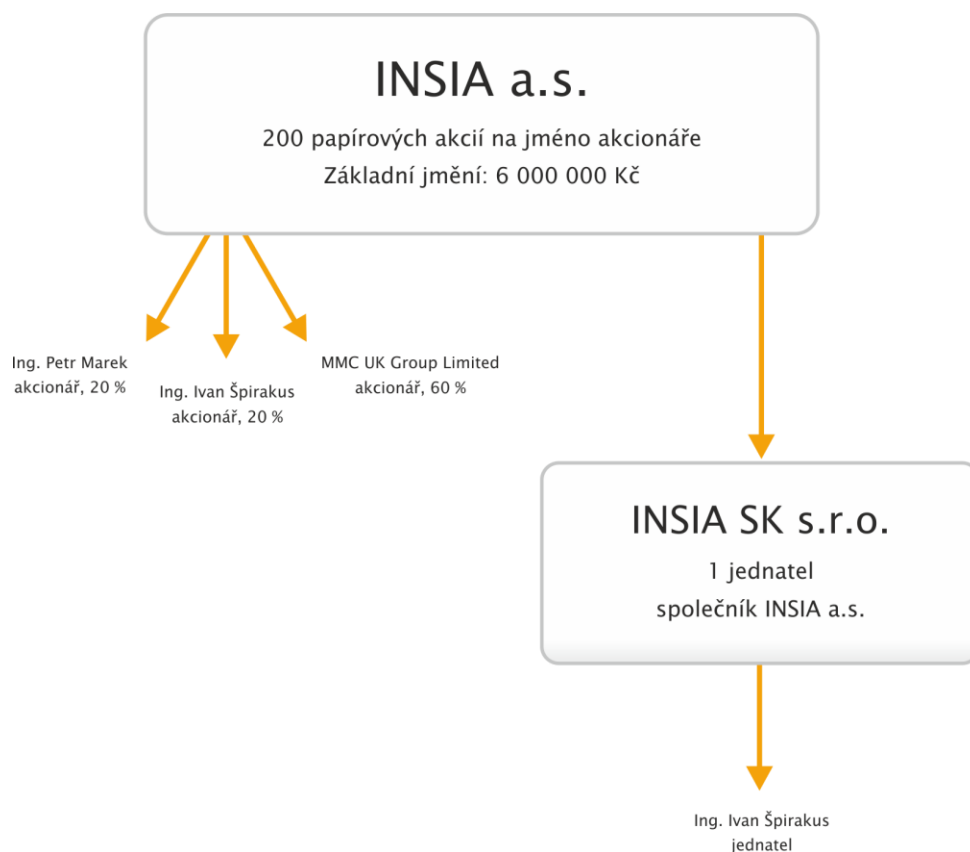 INSIA a.s.
200 papírových akcií na jméno akcionáře
Základní jmění: 6 000 000 Kč
Ing. Petr Marek
akcionář, 20 %
Ing. Ivan Špirakus
akcionář, 20 %
MMC UK Group Limited
akcionář, 60 %
INSIA SK s.r.o.
1 jednatel
společník INSIA a.s.
Ing. Ivan Špirakus
jednatel